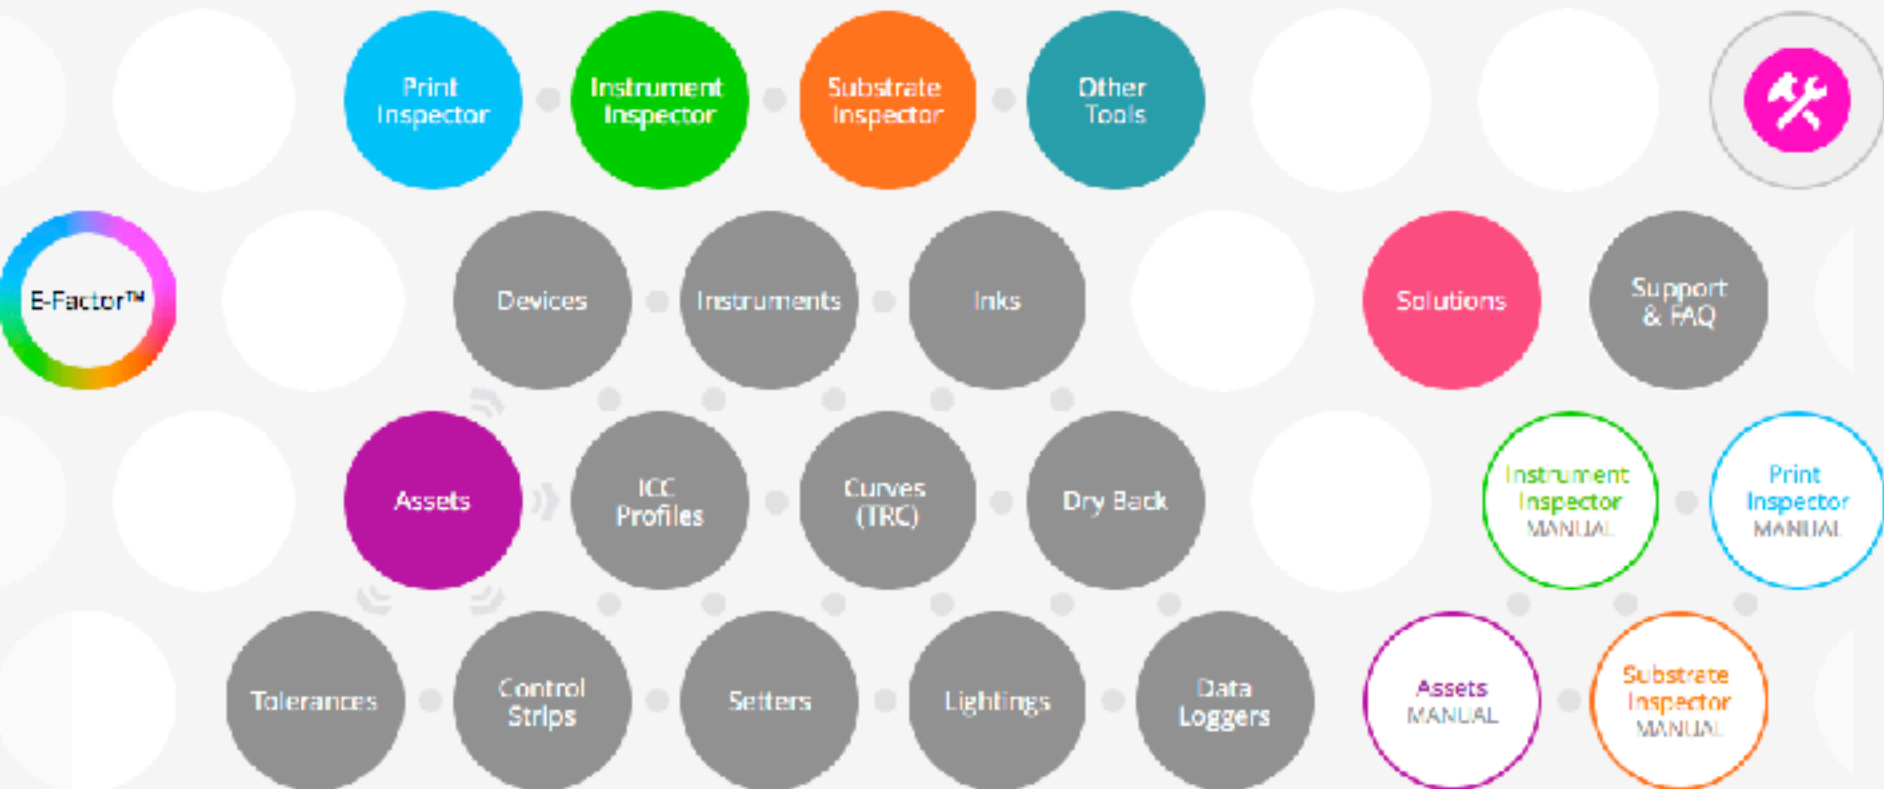 Print
Inspector
Instrument
Inspector
Substrate
Inspector
Other
Tools
E-Factor™
Devices
Instruments
Inks
Solutions
Support
& FAQ
Assets
ICC
Profiles
Curves
(TRC)
Dry Back
Instrument
Inspector
MANUAL
Print
Inspector
MANUAL
Tolerances
Control
Strips
Setters
Lightings
Data
Loggers
Assets
MANUAL
Substrate
Inspector
MANUAL